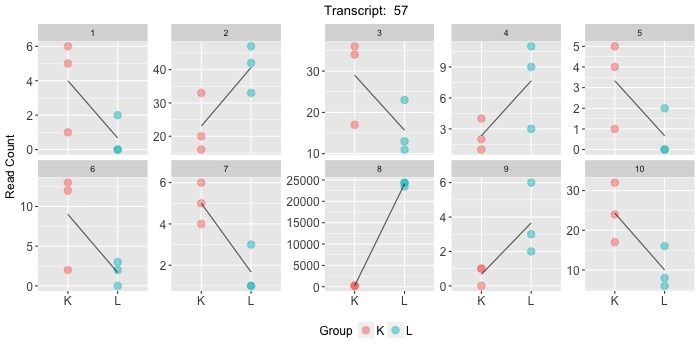 Transcript: 57
1 2 3 4 5
6 4 2 0
40 30 20
30 20 10
9 6 3
5 4 3 2 1 0
Read Count
6 7 8 9 10
10 5 0
6 4 2
25000 20000 15000 10000 5000 0
6 4 2 0
30 20 10
K L K L K L K L K L
Group K L